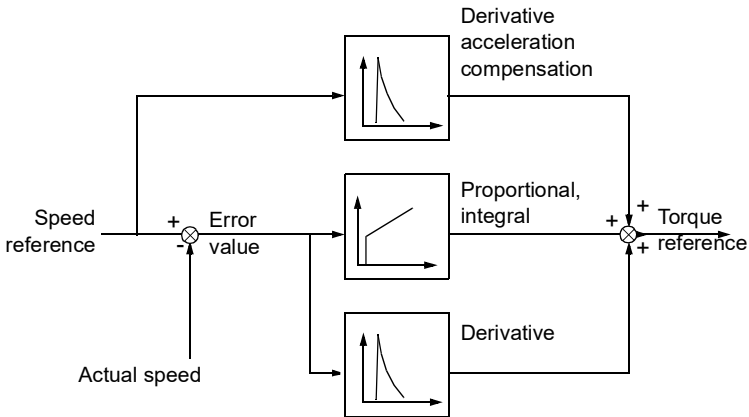 Derivative
acceleration
compensation
Speed
reference
+
-
Error
value
Proportional,
integral
+
+
+
Torque
reference
Derivative
Actual speed